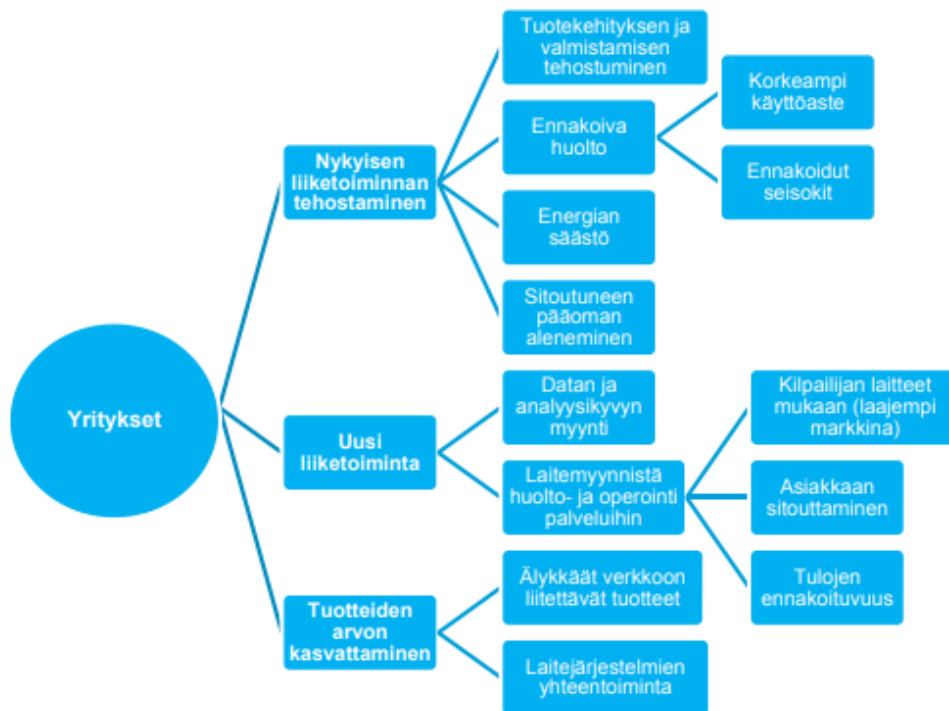 Yritykset
Nykyisen
liiketoiminnan
tehostaminen
Tuotekehityksen ja
valmistamisen
tehostuminen
Ennakoiva
huolto
Korkeampi
käyttöaste
Ennakoidut
seisokit
Energian
säästö
Sitoutuneen
pääoman
aleneminen
Uusi
liiketoiminta
Datan ja
analyysikyvyn
myynti
Laitemyynnistä
huolto- ja operointi
palveluihin
Kilpailijan laitteet
mukaan (laajempi
markkina)
Asiakkaan
sitouttaminen
Tulojen
ennakoituvuus
Tuotteiden
arvon
kasvattaminen
Älykkäät verkkoon
liitettävät tuotteet
Laitejärjestelmien
yhteentoiminta